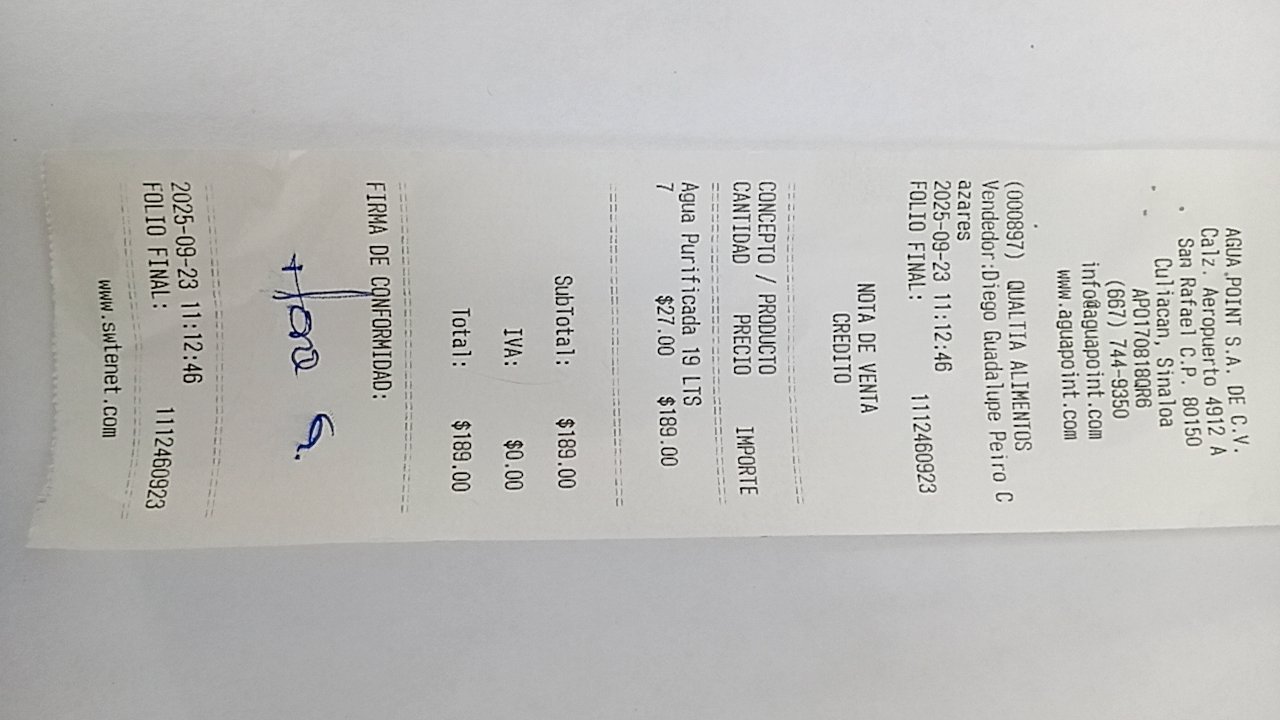 AGUA POINT S.A. DE C.V.
Calz. Aeropuerto 4912 A
San Rafael C.P. 80150
Culiacan, Sinaloa
APO170818QR6
(667) 744-9350
info@aguapoint.com
www.aguapoint.com
(000897) QUALTIA ALIMENTOS
Vendedor:Diego Guadalupe Peiro C
azares
2025-09-23 11:12:46
FOLIO FINAL: 1112460923
NOTA DE VENTA
CREDITO
CONCEPTO / PRODUCTO
CANTIDAD PRECIO IMPORTE
Agua Purificada 19 LTS
7 $27.00 $189.00
SubTotal: $189.00
IVA: $0.00
Total: $189.00
FIRMA DE CONFORMIDAD:
2025-09-23 11:12:46
FOLIO FINAL: 1112460923
www.swtenet.com